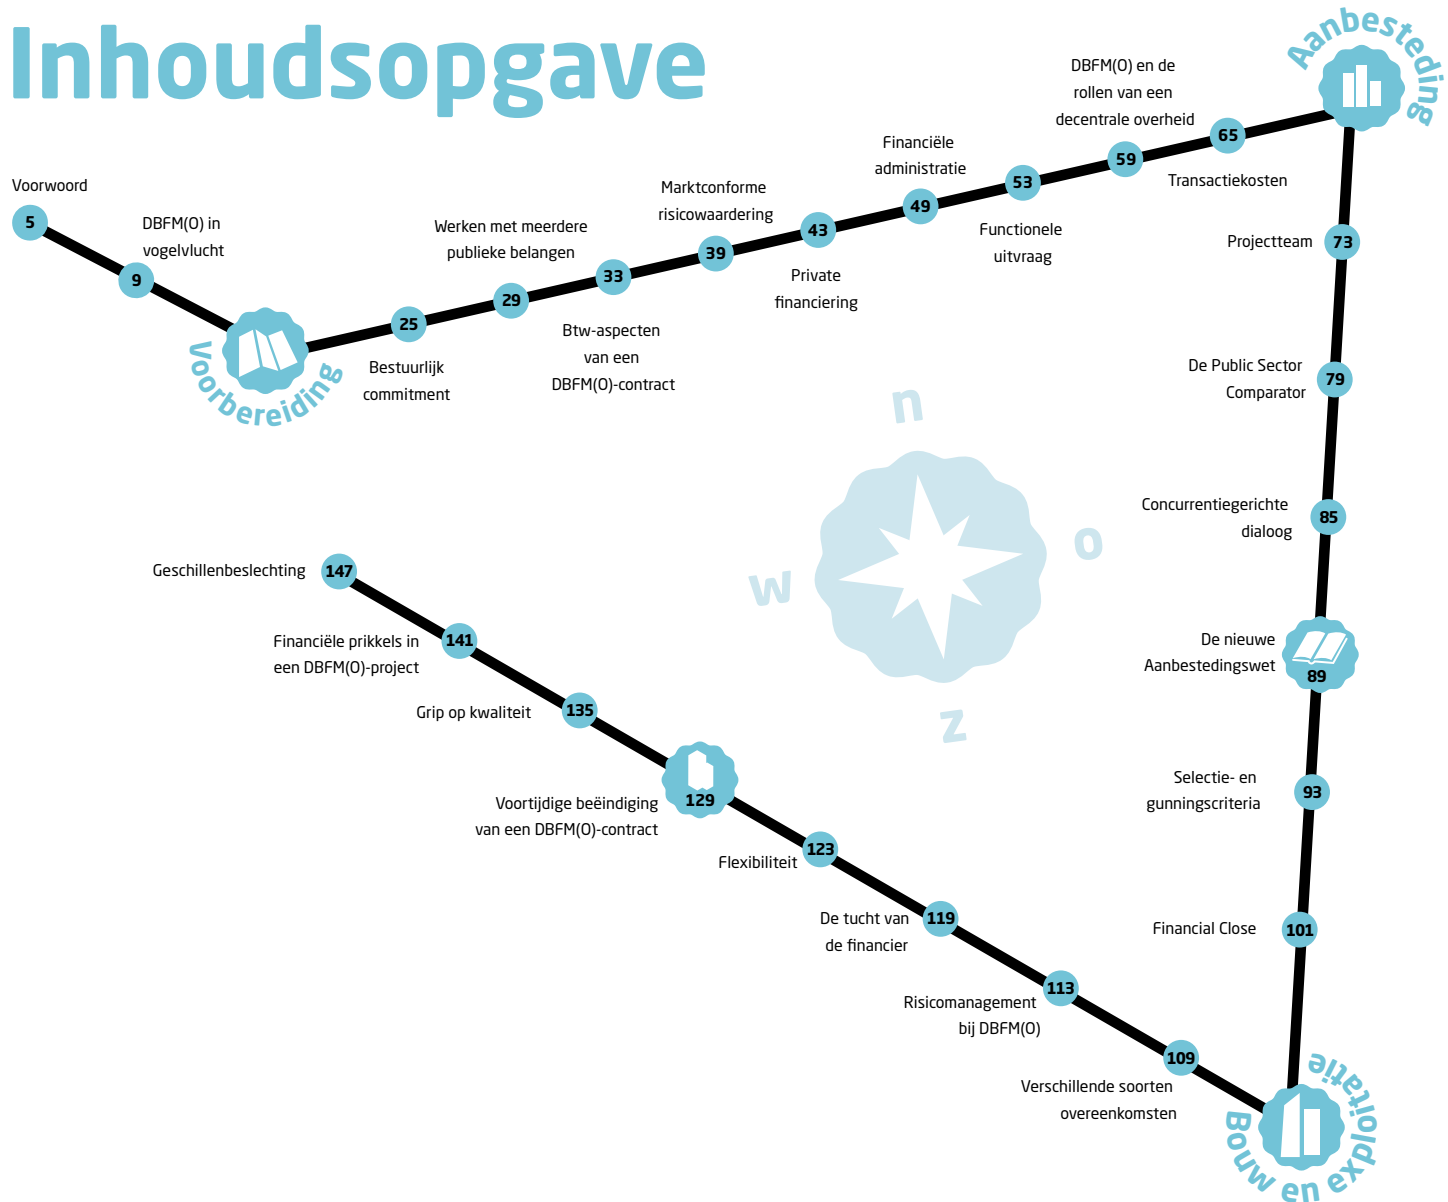 Inhoudsopgave
Voorwoord
5
DBFM(O) in
vogelvlucht
9
Voorbereiding
25
Bestuurlijk
commitment
Werken met meerdere
publieke belangen
29
33
Btw-aspecten
van een
DBFM(O)-contract
Marktconforme
risicowaardering
39
43
Private
financiering
Financiële
administratie
49
53
Functionele
uitvraag
DBFM(O) en de
rollen van een
decentrale overheid
59
65
Transactiekosten
Aanbesteding
Projectteam
73
De Public Sector
Comparator
79
Concurrentiegerichte
dialoog
85
De nieuwe
Aanbestedingswet
89
Selectie- en
gunningscriteria
93
Financial Close
101
Bouw en exploitatie
109
Verschillende soorten
overeenkomsten
113
Risicomanagement
bij DBFM(O)
119
De tucht van
de financier
123
Flexibiliteit
129
Voortijdige beëindiging
van een DBFM(O)-contract
135
Grip op kwaliteit
141
Financiële prikkels in
een DBFM(O)-project
147
Geschillenbeslechting
n
o
w
z